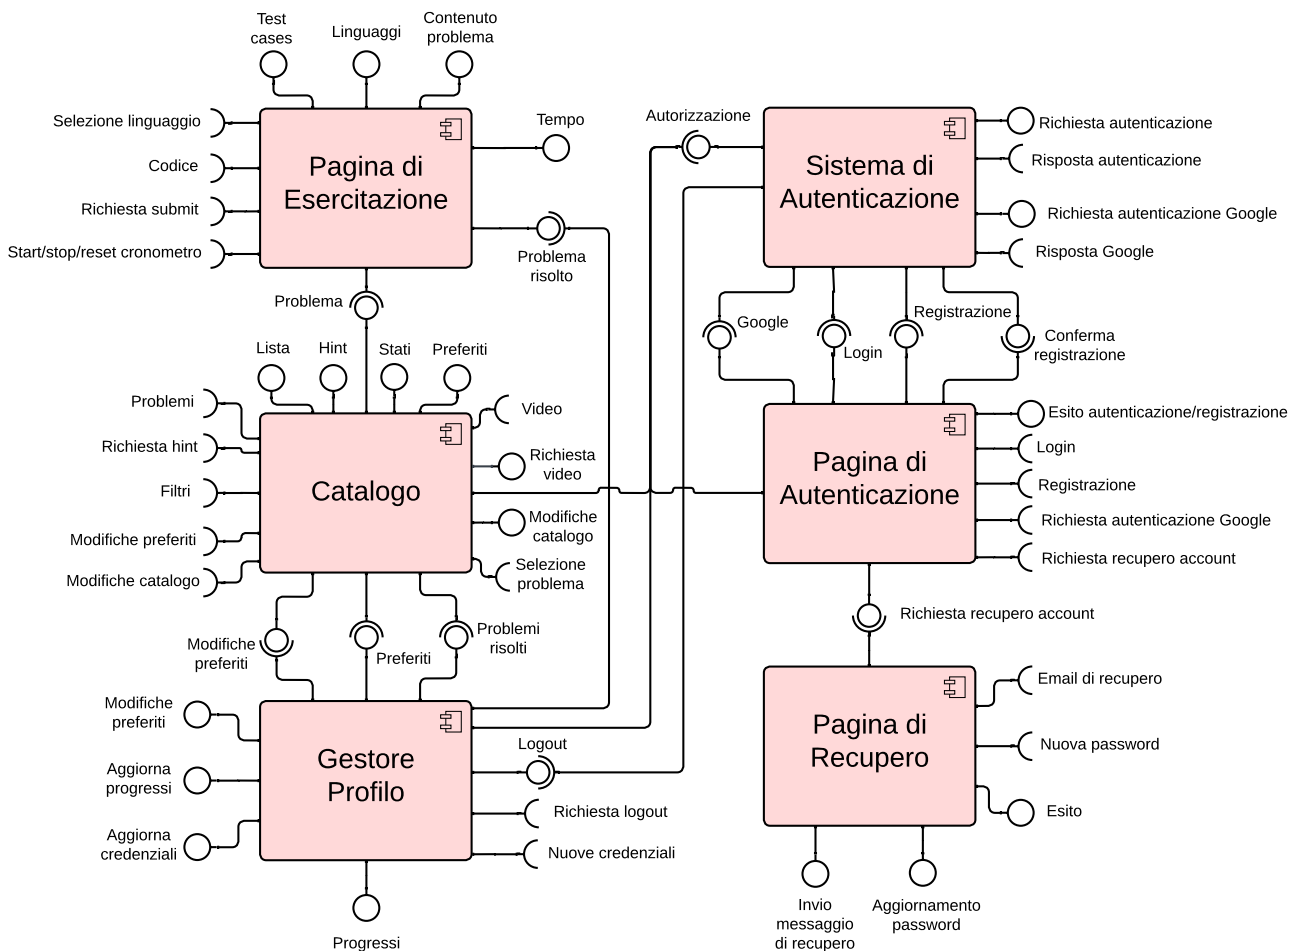 Test
cases
Linguaggi
Contenuto
problema
Selezione linguaggio
Codice
Richiesta submit
Start/stop/reset cronometro
Pagina di
Esercitazione
Tempo
Problema
risolto
Problema
Autorizzazione
Sistema di
Autenticazione
Richiesta autenticazione
Risposta autenticazione
Richiesta autenticazione Google
Risposta Google
Google
Login
Registrazione
Conferma
registrazione
Lista
Hint
Stati
Preferiti
Problemi
Richiesta hint
Filtri
Modifiche preferiti
Modifiche catalogo
Catalogo
Video
Richiesta
video
Modifiche
catalogo
Selezione
problema
Pagina di
Autenticazione
Esito autenticazione/registrazione
Login
Registrazione
Richiesta autenticazione Google
Richiesta recupero account
Richiesta recupero account
Modifiche
preferiti
Preferiti
Problemi
risolti
Modifiche
preferiti
Aggiorna
progressi
Aggiorna
credenziali
Gestore
Profilo
Logout
Richiesta logout
Nuove credenziali
Progressi
Pagina di
Recupero
Email di recupero
Nuova password
Esito
Invio
messaggio
di recupero
Aggiornamento
password